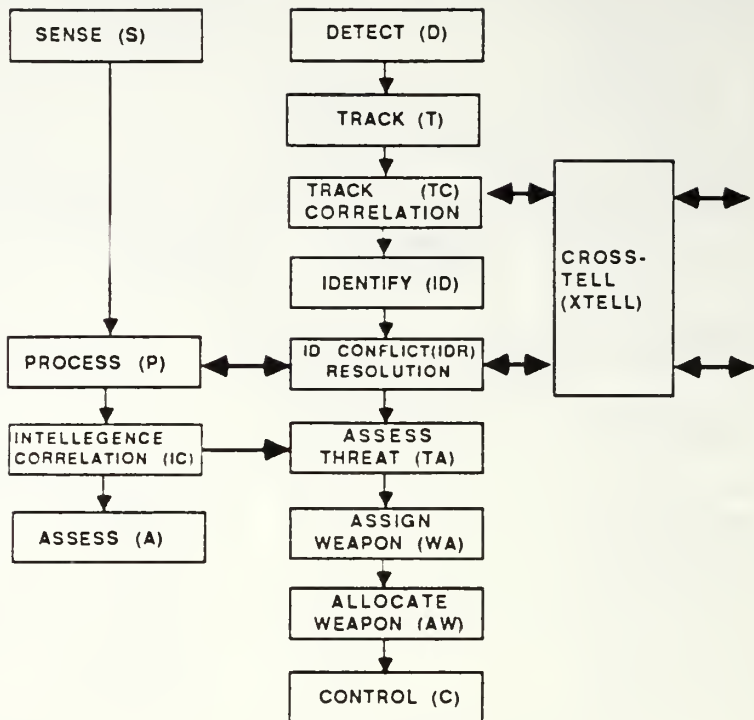 SENSE (S)
DETECT (D)
TRACK (T)
TRACK (TC)
CORRELATION
CROSS-
TELL
(XTELL)
IDENTIFY (ID)
PROCESS (P)
ID CONFLICT(IDR)
RESOLUTION
INTELLEGENCE
CORRELATION (IC)
ASSESS
THREAT (TA)
ASSESS (A)
ASSIGN
WEAPON (WA)
ALLOCATE
WEAPON (AW)
CONTROL (C)